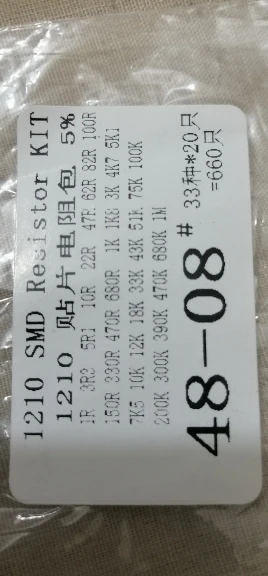 1210 SMD Resistor KIT
1210 贴片电阻包 5%
1R 3R3 5R1 10R 22R 47R 62R 82R 100R
150R 330R 470R 680R 1K 1K8 3K 4K7 5K1
7K5 10K 12K 18K 33K 43K 51K 75K 100K
200K 300K 390K 470K 680K 1M
48-08 # 33种*20只
=660只